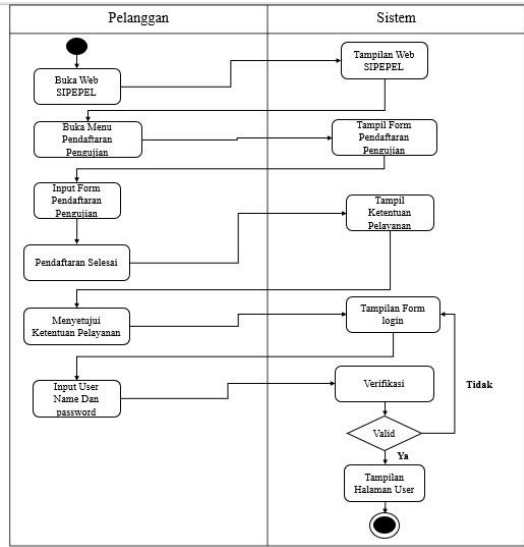 Pelanggan
Sistem
Buka Web
SIPEPEL
Tampilan Web
SIPEPEL
Buka Menu
Pendaftaran
Pengujian
Tampil Form
Pendaftaran
Pengujian
Input Form
Pendaftaran
Pengujian
Tampil
Ketentuan
Pelayanan
Pendaftaran Selesai
Menyetujui
Ketentuan Pelayanan
Tampilan Form
login
Input User
Name Dan
password
Verifikasi
Tidak
Valid
Ya
Tampilan
Halaman User